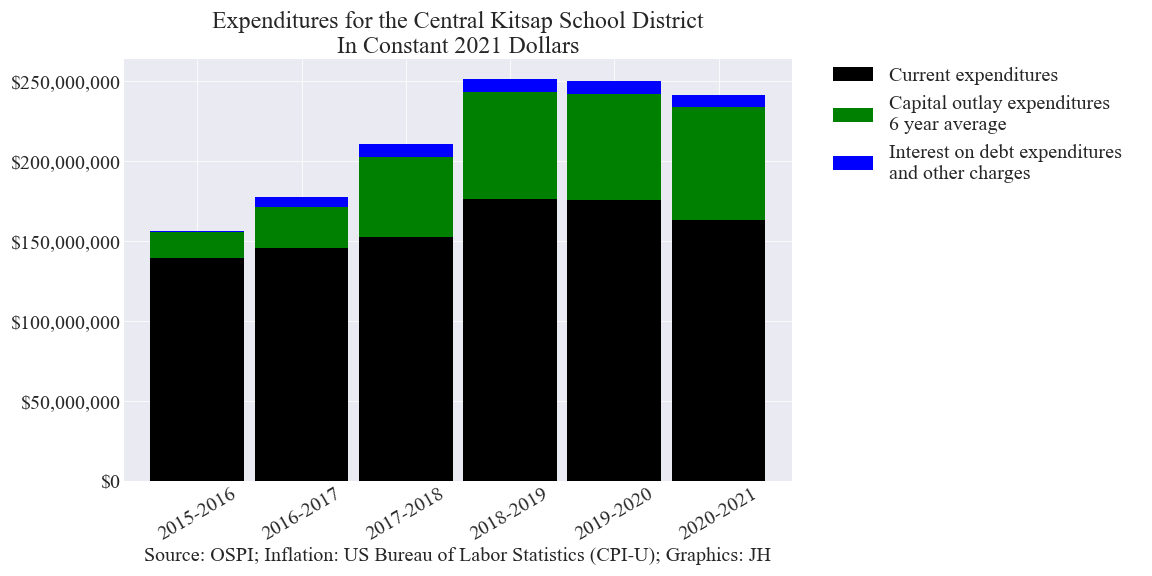 Expenditures for the Central Kitsap School District
In Constant 2021 Dollars
$250,000,000
$200,000,000
$150,000,000
$100,000,000
$50,000,000
$0
2015-2016
2016-2017
2017-2018
2018-2019
2019-2020
2020-2021
Source: OSPI; Inflation: US Bureau of Labor Statistics (CPI-U); Graphics: JH
Current expenditures
Capital outlay expenditures
6 year average
Interest on debt expenditures
and other charges